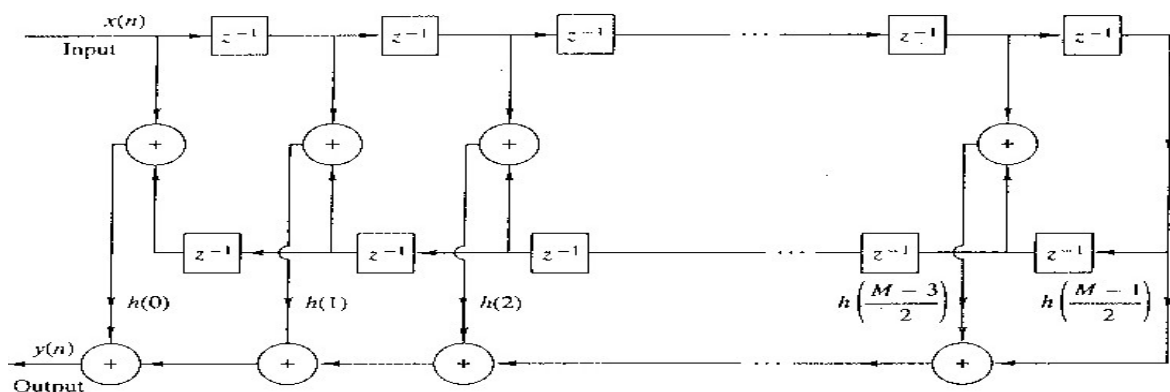 x(n)
Input
z⁻¹ z⁻¹ z⁻¹ ... z⁻¹ z⁻¹
+ + + +
z⁻¹ z⁻¹ z⁻¹ ... z⁻¹ z⁻¹
h(0) h(1) h(2) h((M − 3)/2) h((M − 1)/2)
y(n)
+ + + ... +
Output